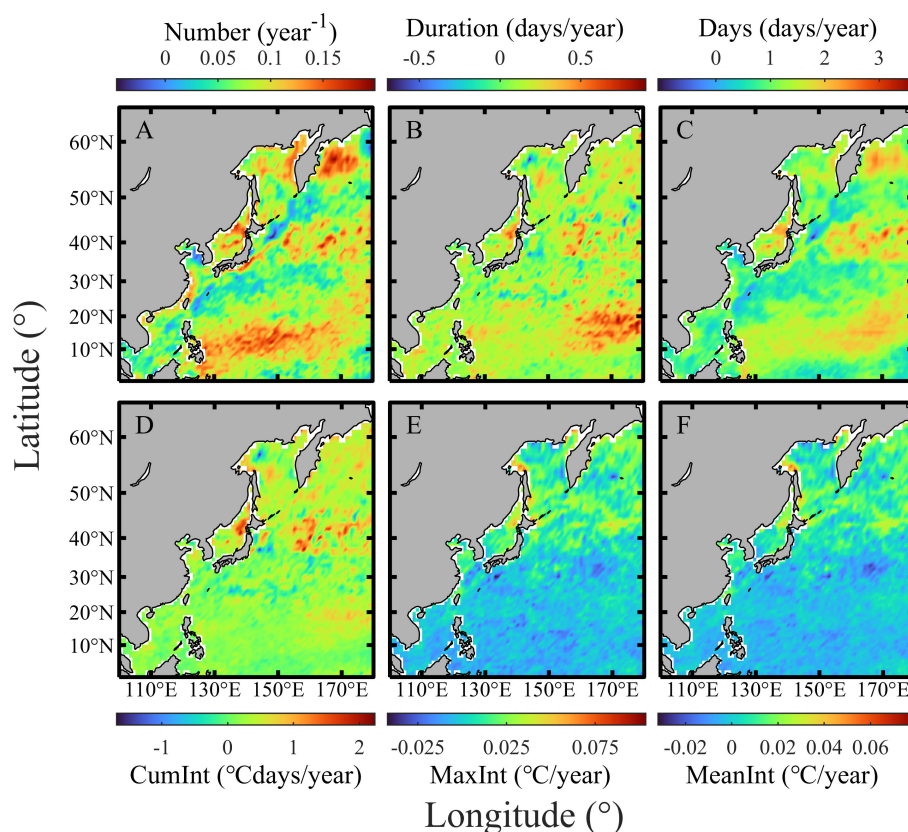 Number (year⁻¹) Duration (days/year) Days (days/year)
0 0.05 0.1 0.15 -0.5 0 0.5 0 1 2 3
A B C
60°N
50°N
40°N
30°N
20°N
10°N
Latitude (°)
D E F
60°N
50°N
40°N
30°N
20°N
10°N
110°E 130°E 150°E 170°E 110°E 130°E 150°E 170°E 110°E 130°E 150°E 170°E
-1 0 1 2 -0.025 0.025 0.075 -0.02 0 0.02 0.04 0.06
CumInt (°Cdays/year) MaxInt (°C/year) MeanInt (°C/year)
Longitude (°)